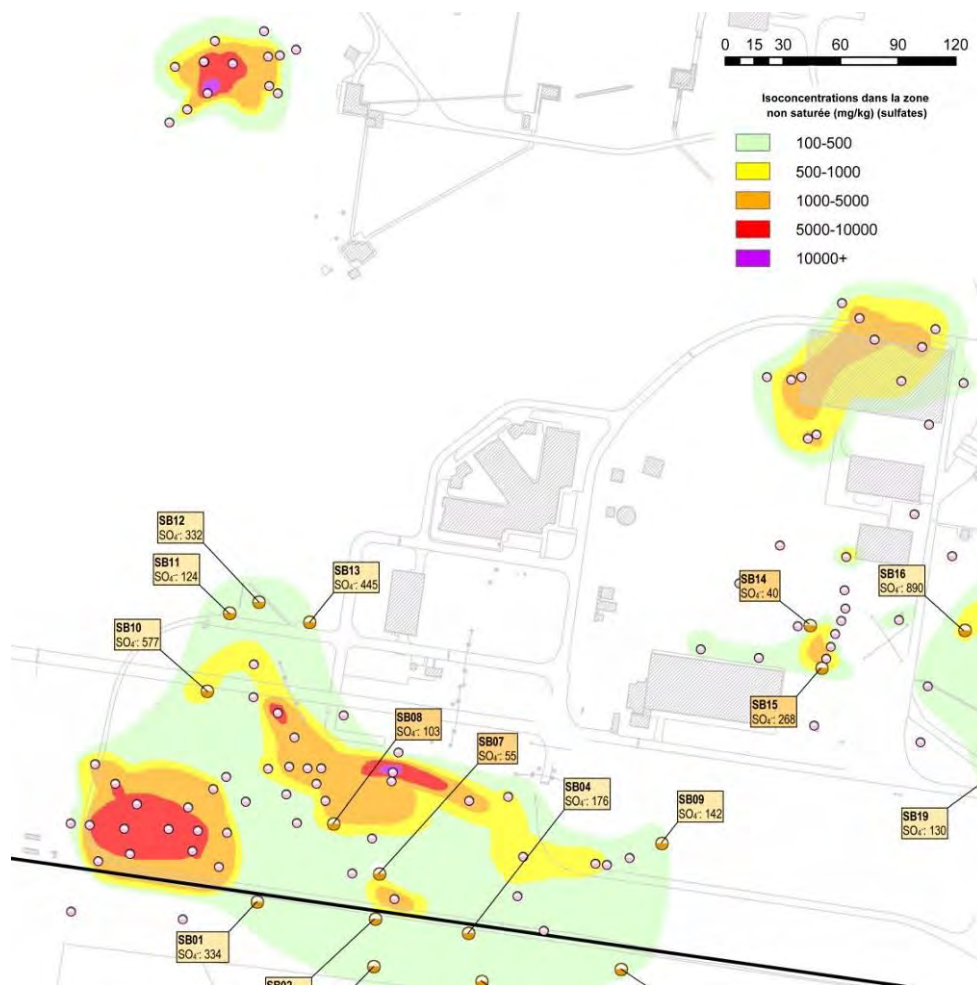 0 15 30 60 90 120
Isoconcentrations dans la zone
non saturée (mg/kg) (sulfates)
100-500
500-1000
1000-5000
5000-10000
10000+
SB12
SO₄⁻: 332
SB11
SO₄⁻: 124
SB13
SO₄⁻: 445
SB10
SO₄⁻: 577
SB14
SO₄⁻: 40
SB16
SO₄⁻: 890
SB15
SO₄⁻: 268
SB08
SO₄⁻: 103
SB07
SO₄⁻: 55
SB04
SO₄⁻: 176
SB09
SO₄⁻: 142
SB19
SO₄⁻: 130
SB01
SO₄⁻: 334